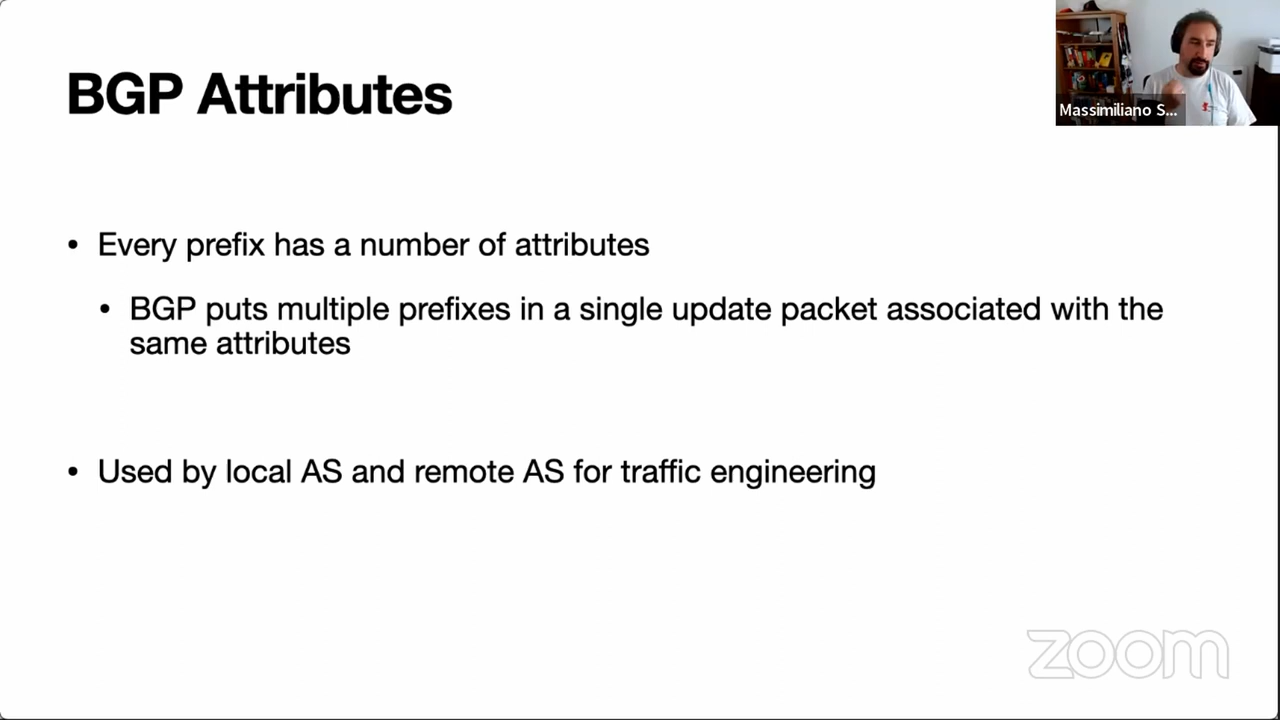 BGP Attributes
Massimiliano S...
• Every prefix has a number of attributes
• BGP puts multiple prefixes in a single update packet associated with the
same attributes
• Used by local AS and remote AS for traffic engineering
zoom